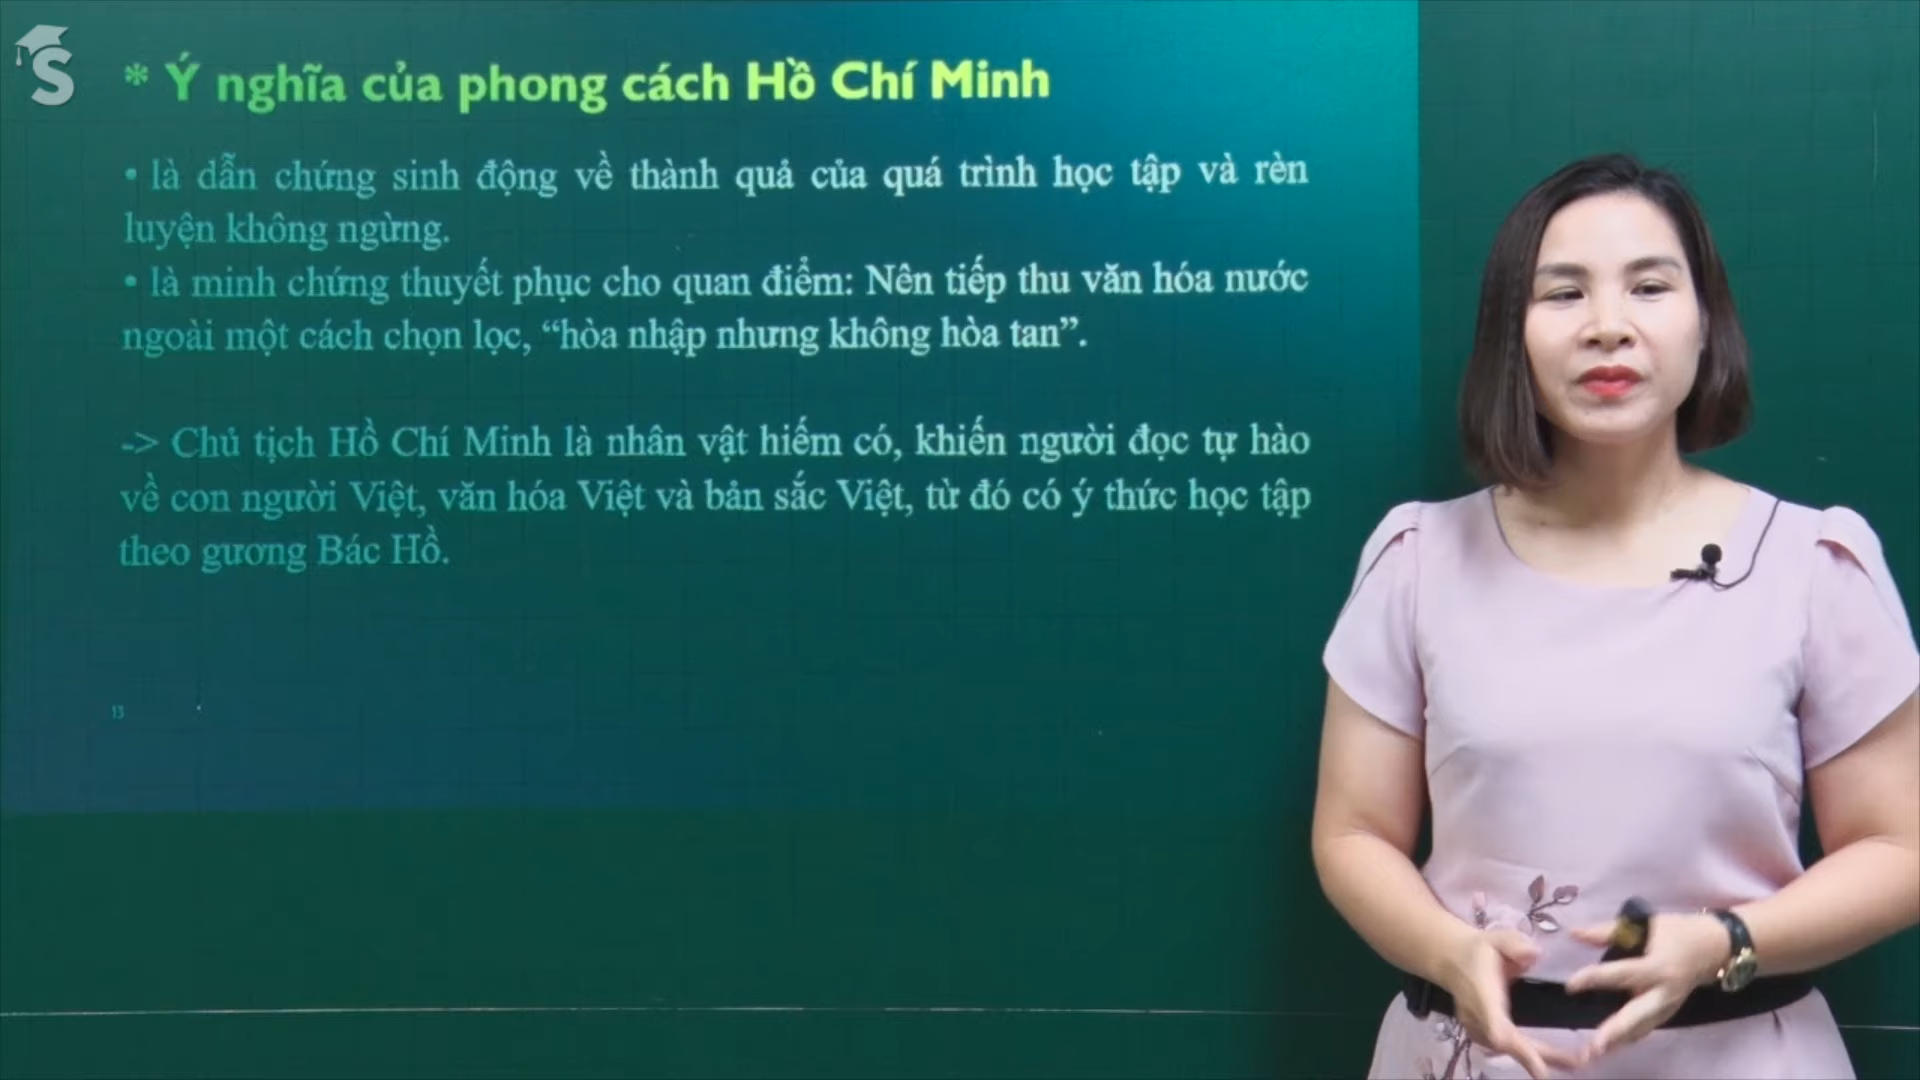 S
* Ý nghĩa của phong cách Hồ Chí Minh
• là dẫn chứng sinh động về thành quả của quá trình học tập và rèn
luyện không ngừng.
• là minh chứng thuyết phục cho quan điểm: Nên tiếp thu văn hóa nước
ngoài một cách chọn lọc, “hòa nhập nhưng không hòa tan”.
-> Chủ tịch Hồ Chí Minh là nhân vật hiếm có, khiến người đọc tự hào
về con người Việt, văn hóa Việt và bản sắc Việt, từ đó có ý thức học tập
theo gương Bác Hồ.
13